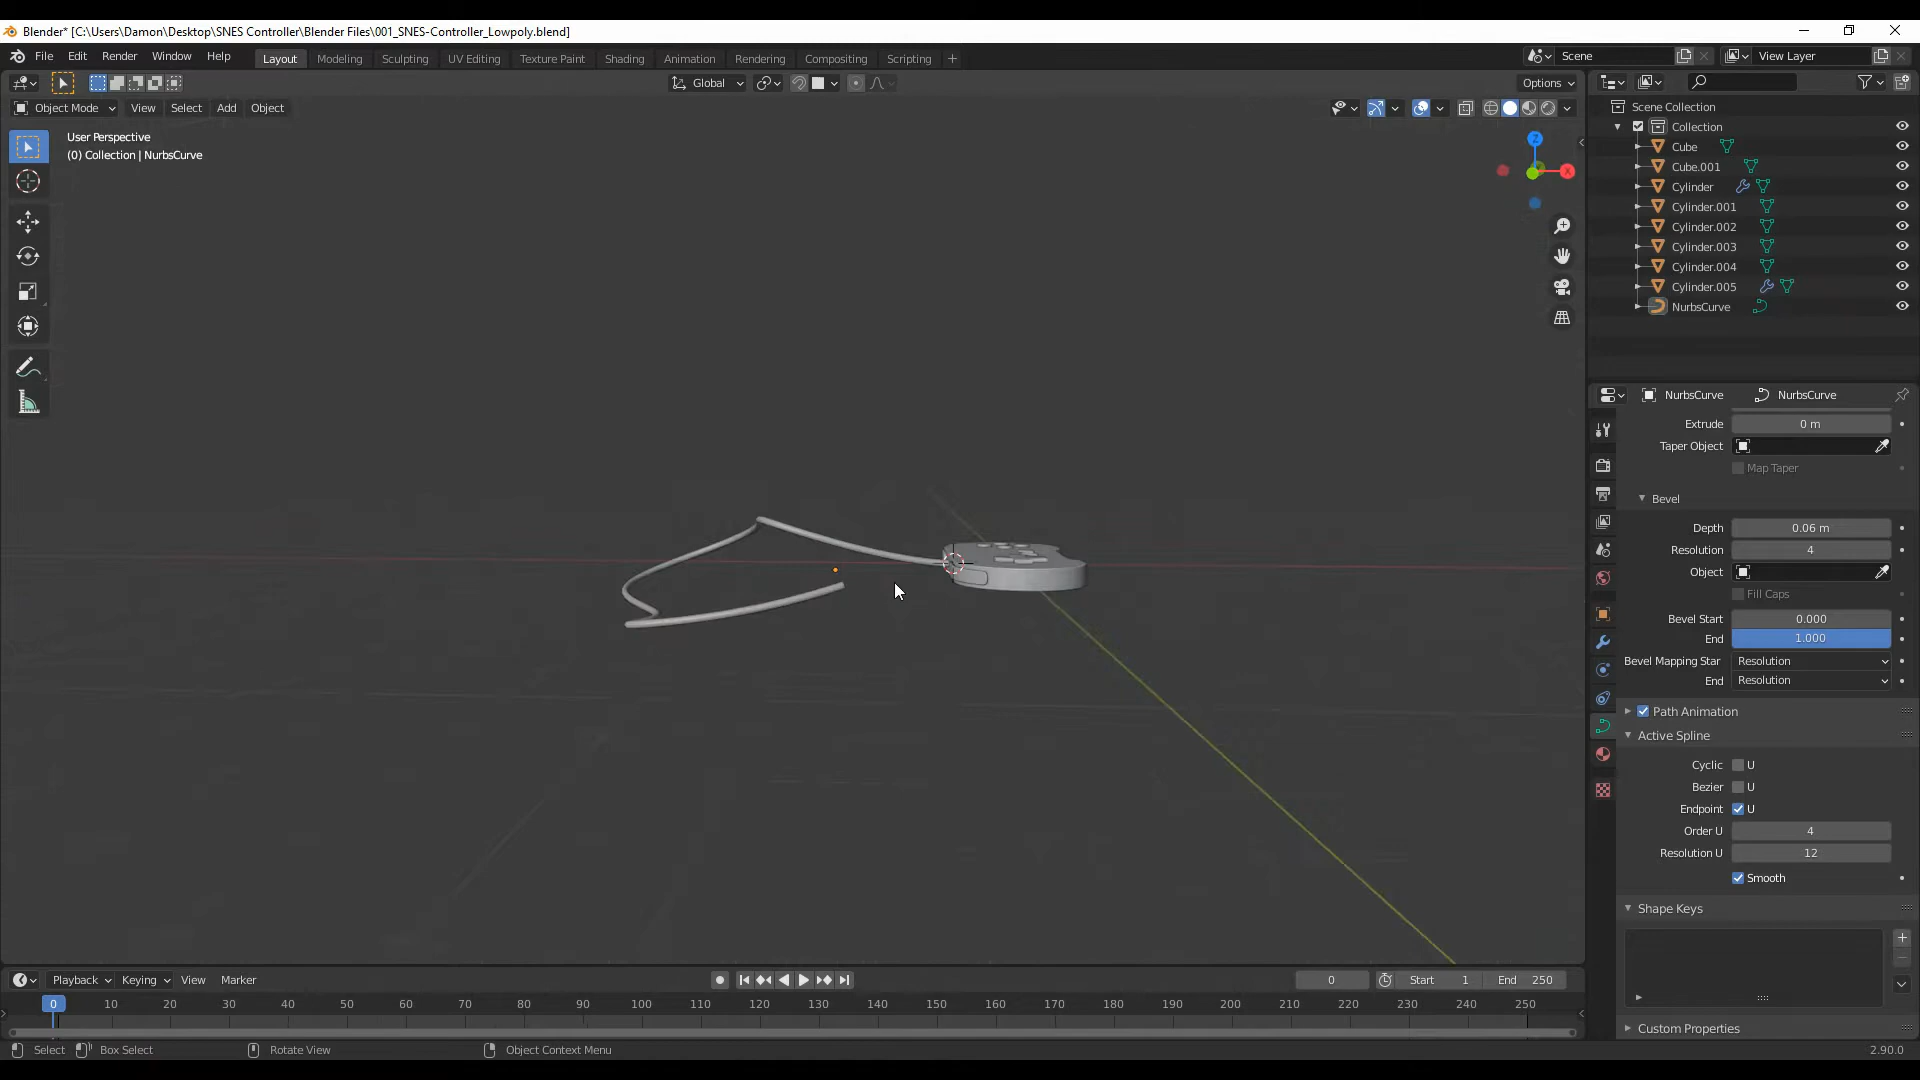 Blender* [C:\Users\Damon\Desktop\SNES Controller\Blender Files\001_SNES-Controller_Lowpoly.blend]
File Edit Render Window Help Layout Modeling Sculpting UV Editing Texture Paint Shading Animation Rendering Compositing Scripting + Scene View Layer
Global Options
Object Mode View Select Add Object
User Perspective
(0) Collection | NurbsCurve
Z
X
Scene Collection
Collection
Cube
Cube.001
Cylinder
Cylinder.001
Cylinder.002
Cylinder.003
Cylinder.004
Cylinder.005
NurbsCurve
NurbsCurve NurbsCurve
Extrude 0 m
Taper Object
Map Taper
Bevel
Depth 0.06 m
Resolution 4
Object
Fill Caps
Bevel Start 0.000
End 1.000
Bevel Mapping Star Resolution
End Resolution
Path Animation
Active Spline
Cyclic U
Bezier U
Endpoint U
Order U 4
Resolution U 12
Smooth
Shape Keys
Custom Properties
Playback Keying View Marker 0 Start 1 End 250
0 10 20 30 40 50 60 70 80 90 100 110 120 130 140 150 160 170 180 190 200 210 220 230 240 250
Select Box Select Rotate View Object Context Menu 2.90.0